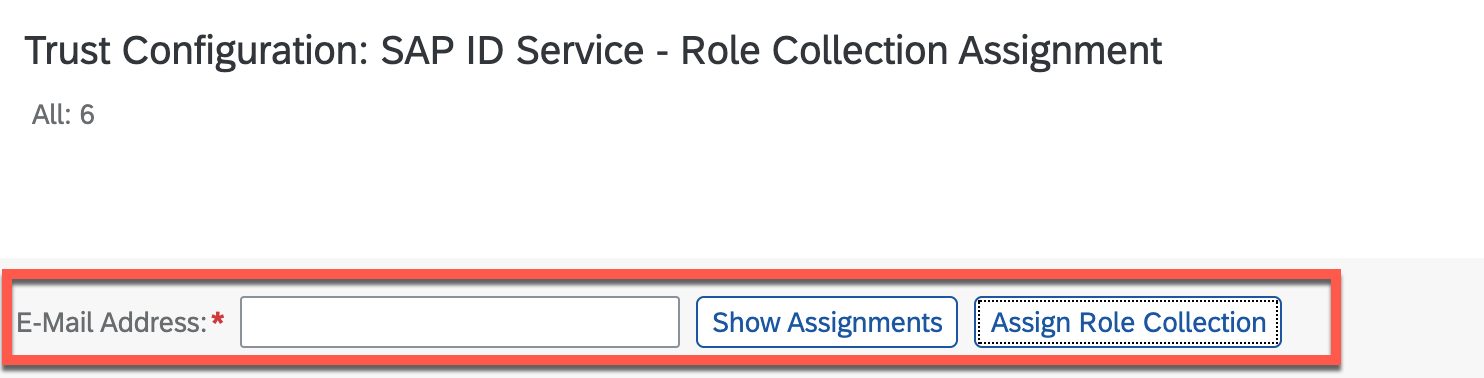 Trust Configuration: SAP ID Service - Role Collection Assignment
All: 6
E-Mail Address:* Show Assignments Assign Role Collection